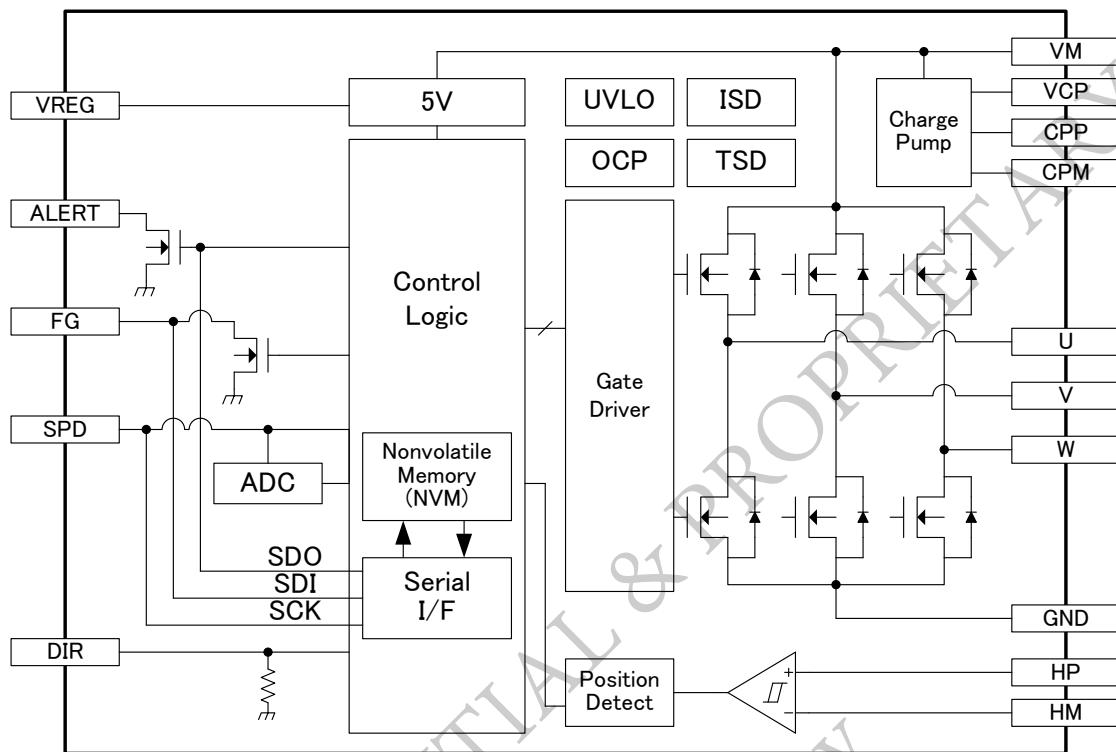 VM
VREG
5V
UVLO
ISD
VCP
Charge
Pump
CPP
OCP
TSD
CPM
ALERT
Control
Logic
FG
U
Gate
Driver
V
SPD
W
Nonvolatile
Memory
(NVM)
ADC
SDO
SDI
SCK
Serial
I/F
GND
DIR
Position
Detect
+
−
HP
HM
TIAL & PROPRIETARY
y